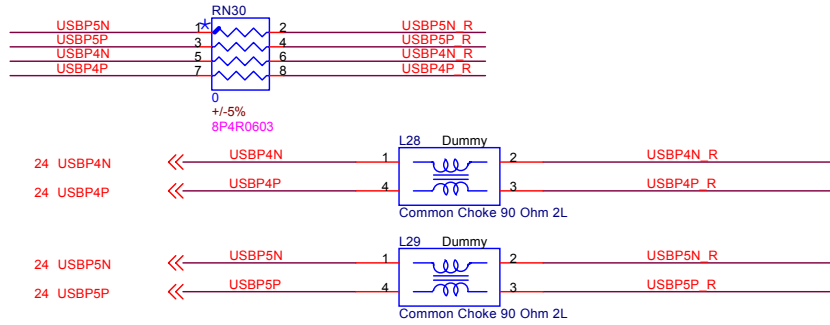 RN30
USBP5N 1 * 2 USBP5N_R
USBP5P 3 4 USBP5P_R
USBP4N 5 6 USBP4N_R
USBP4P 7 8 USBP4P_R
0
+/-5%
8P4R0603
L28 Dummy
24 USBP4N USBP4N 1 2 USBP4N_R
24 USBP4P USBP4P 4 3 USBP4P_R
Common Choke 90 Ohm 2L
L29 Dummy
24 USBP5N USBP5N 1 2 USBP5N_R
24 USBP5P USBP5P 4 3 USBP5P_R
Common Choke 90 Ohm 2L